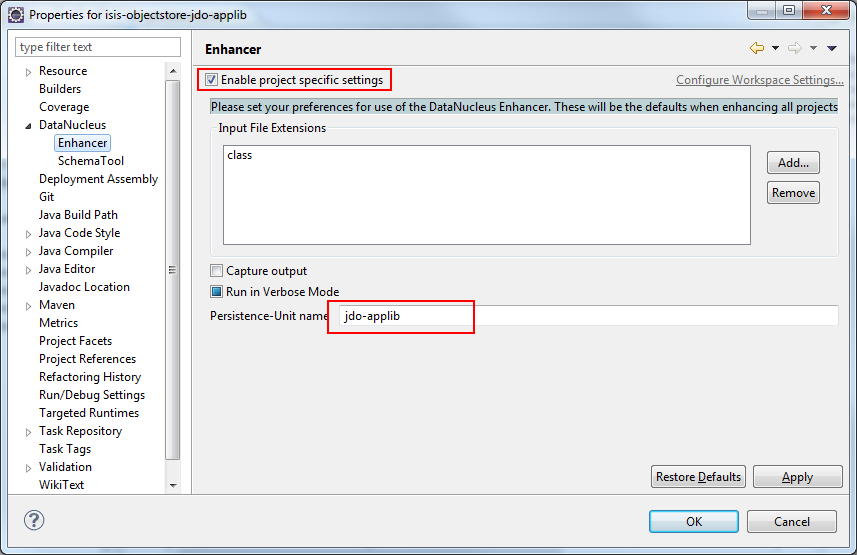 Properties for isis-objectstore-jdo-applib
type filter text
Resource
Builders
Coverage
DataNucleus
Enhancer
SchemaTool
Deployment Assembly
Git
Java Build Path
Java Code Style
Java Compiler
Java Editor
Javadoc Location
Maven
Metrics
Project Facets
Project References
Refactoring History
Run/Debug Settings
Targeted Runtimes
Task Repository
Task Tags
Validation
WikiText
Enhancer
Enable project specific settings
Configure Workspace Settings...
Please set your preferences for use of the DataNucleus Enhancer. These will be the defaults when enhancing all projects
Input File Extensions
class
Add...
Remove
Capture output
Run in Verbose Mode
Persistence-Unit name
jdo-applib
Restore Defaults
Apply
?
OK
Cancel